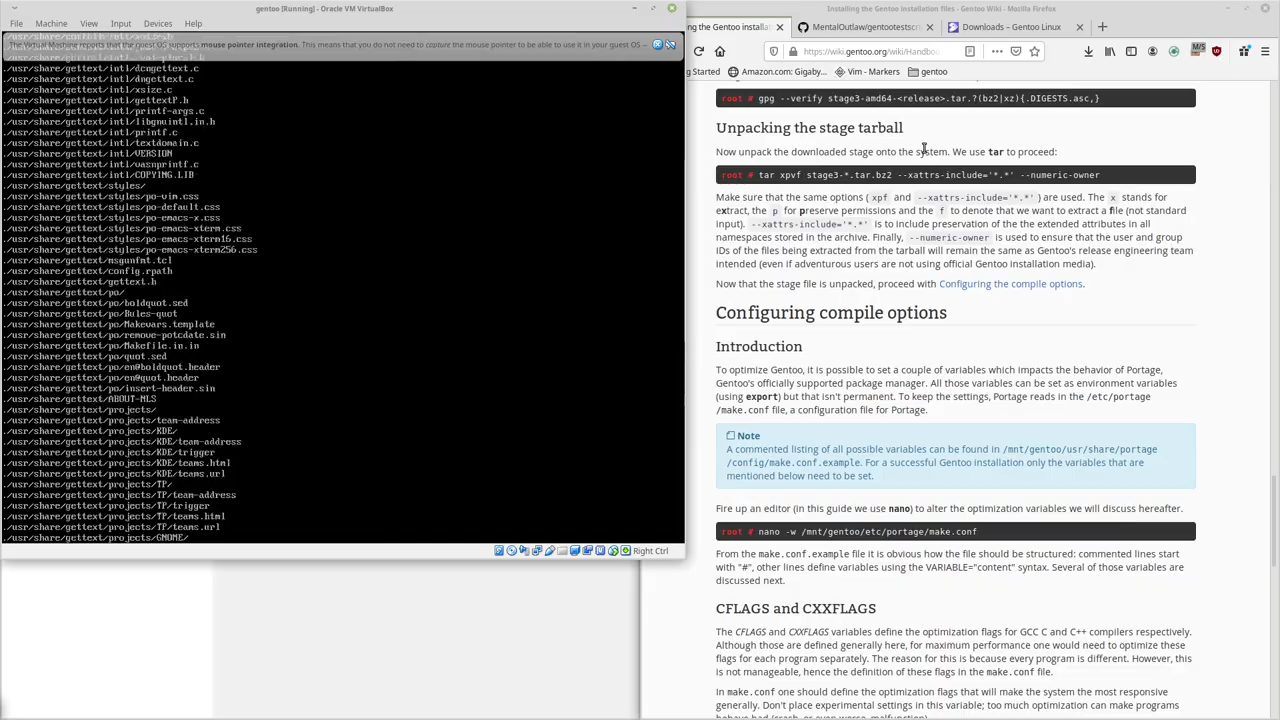 gentoo [Running] - Oracle VM VirtualBox
File Machine View Input Devices Help
The Virtual Machine reports that the guest OS supports mouse pointer integration. This means that you do not need to capture the mouse pointer to be able to use it in your guest OS -
./usr/share/gettext/intl/dcngettext.c
./usr/share/gettext/intl/dngettext.c
./usr/share/gettext/intl/xsize.c
./usr/share/gettext/intl/gettextP.h
./usr/share/gettext/intl/printf-args.c
./usr/share/gettext/intl/libgnuintl.in.h
./usr/share/gettext/intl/printf.c
./usr/share/gettext/intl/textdomain.c
./usr/share/gettext/intl/VERSION
./usr/share/gettext/intl/vasnprintf.c
./usr/share/gettext/intl/COPYING.LIB
./usr/share/gettext/styles/
./usr/share/gettext/styles/po-vim.css
./usr/share/gettext/styles/po-default.css
./usr/share/gettext/styles/po-emacs-x.css
./usr/share/gettext/styles/po-emacs-xterm.css
./usr/share/gettext/styles/po-emacs-xterm16.css
./usr/share/gettext/styles/po-emacs-xterm256.css
./usr/share/gettext/msgunfmt.tcl
./usr/share/gettext/config.rpath
./usr/share/gettext/gettext.h
./usr/share/gettext/po/
./usr/share/gettext/po/boldquot.sed
./usr/share/gettext/po/Rules-quot
./usr/share/gettext/po/Makevars.template
./usr/share/gettext/po/remove-potcdate.sin
./usr/share/gettext/po/Makefile.in.in
./usr/share/gettext/po/quot.sed
./usr/share/gettext/po/en@boldquot.header
./usr/share/gettext/po/en@quot.header
./usr/share/gettext/po/insert-header.sin
./usr/share/gettext/ABOUT-NLS
./usr/share/gettext/projects/
./usr/share/gettext/projects/team-address
./usr/share/gettext/projects/KDE/
./usr/share/gettext/projects/KDE/team-address
./usr/share/gettext/projects/KDE/trigger
./usr/share/gettext/projects/KDE/teams.html
./usr/share/gettext/projects/KDE/teams.url
./usr/share/gettext/projects/TP/
./usr/share/gettext/projects/TP/team-address
./usr/share/gettext/projects/TP/trigger
./usr/share/gettext/projects/TP/teams.html
./usr/share/gettext/projects/TP/teams.url
./usr/share/gettext/projects/GNOME/
Right Ctrl
Installing the Gentoo installation files - Gentoo Wiki - Mozilla Firefox
ng the Gentoo installa MentalOutlaw/gentootestscri Downloads – Gentoo Linux
https://wiki.gentoo.org/wiki/Handbo
g Started Amazon.com: Gigaby... Vim - Markers gentoo
root # gpg --verify stage3-amd64-<release>.tar.?(bz2|xz){.DIGESTS.asc,}
Unpacking the stage tarball
Now unpack the downloaded stage onto the system. We use tar to proceed:
root # tar xpvf stage3-*.tar.bz2 --xattrs-include='*.*' --numeric-owner
Make sure that the same options ( xpf and --xattrs-include='*.*' ) are used. The x stands for
extract, the p for preserve permissions and the f to denote that we want to extract a file (not standard
input). --xattrs-include='*.*' is to include preservation of the the extended attributes in all
namespaces stored in the archive. Finally, --numeric-owner is used to ensure that the user and group
IDs of the files being extracted from the tarball will remain the same as Gentoo's release engineering team
intended (even if adventurous users are not using official Gentoo installation media).
Now that the stage file is unpacked, proceed with Configuring the compile options.
Configuring compile options
Introduction
To optimize Gentoo, it is possible to set a couple of variables which impacts the behavior of Portage,
Gentoo's officially supported package manager. All those variables can be set as environment variables
(using export) but that isn't permanent. To keep the settings, Portage reads in the /etc/portage
/make.conf file, a configuration file for Portage.
Note
A commented listing of all possible variables can be found in /mnt/gentoo/usr/share/portage
/config/make.conf.example. For a successful Gentoo installation only the variables that are
mentioned below need to be set.
Fire up an editor (in this guide we use nano) to alter the optimization variables we will discuss hereafter.
root # nano -w /mnt/gentoo/etc/portage/make.conf
From the make.conf.example file it is obvious how the file should be structured: commented lines start
with "#", other lines define variables using the VARIABLE="content" syntax. Several of those variables are
discussed next.
CFLAGS and CXXFLAGS
The CFLAGS and CXXFLAGS variables define the optimization flags for GCC C and C++ compilers respectively.
Although those are defined generally here, for maximum performance one would need to optimize these
flags for each program separately. The reason for this is because every program is different. However, this
is not manageable, hence the definition of these flags in the make.conf file.
In make.conf one should define the optimization flags that will make the system the most responsive
generally. Don't place experimental settings in this variable; too much optimization can make programs